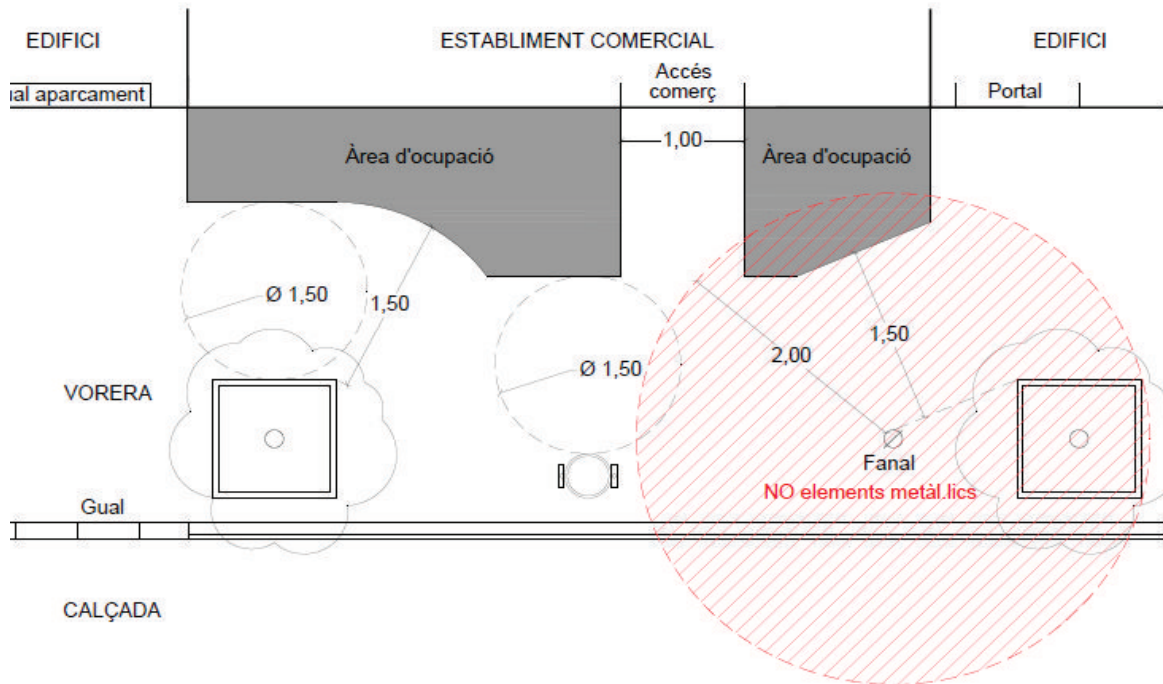 EDIFICI
ESTABLIMENT COMERCIAL
EDIFICI
ual aparcament
Accés
comerç
Portal
Àrea d'ocupació
1,00
Àrea d'ocupació
Ø 1,50
1,50
Ø 1,50
2,00
1,50
VORERA
Fanal
NO elements metàl.lics
Gual
CALÇADA